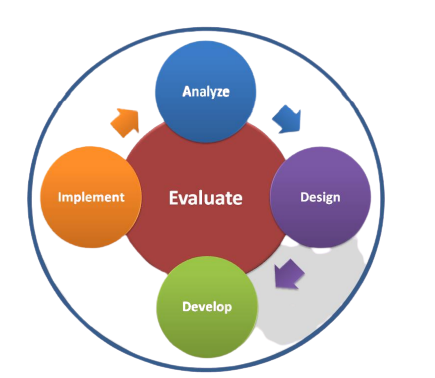 Analyze
Implement
Evaluate
Design
Develop